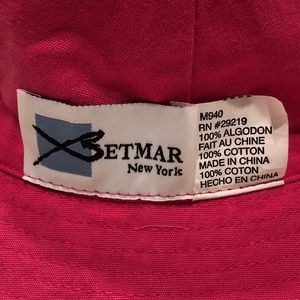 SETMAR
New York
M940
RN #29219
100% ALGODON
FAIT AU CHINE
100% COTTON
MADE IN CHINA
100% COTON
HECHO EN CHINA